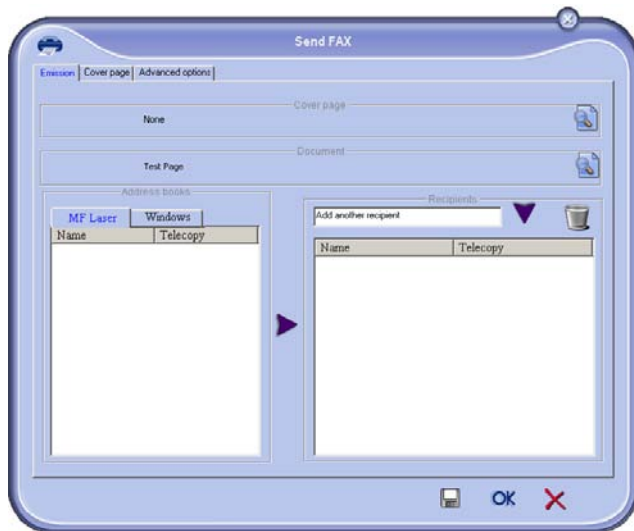 Send FAX
Emission Cover page Advanced options
Cover page
None
Document
Test Page
Address books
MF Laser Windows
Name Telecopy
Recipients
Add another recipient
Name Telecopy
OK